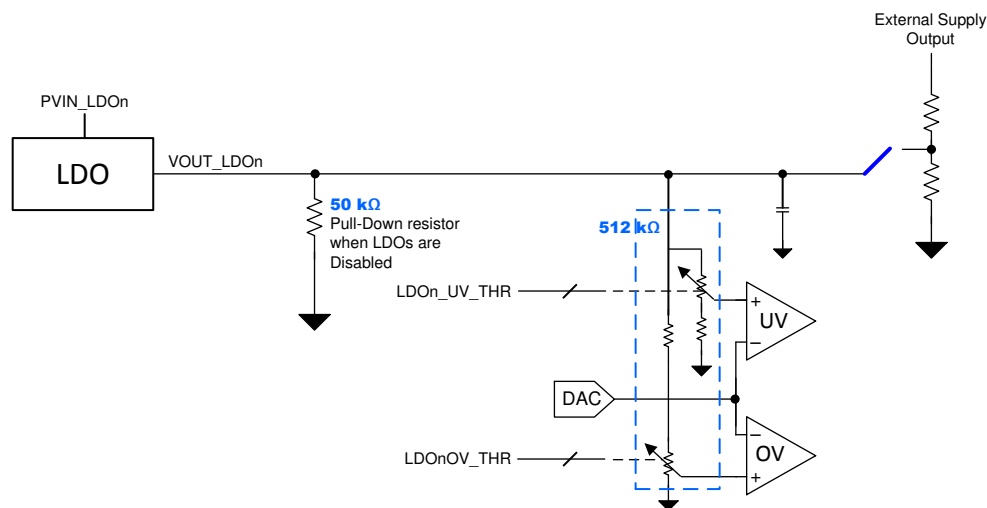 External Supply
Output
PVIN_LDOn
LDO
VOUT_LDOn
50 kΩ
Pull-Down resistor
when LDOs are
Disabled
512 kΩ
LDOn_UV_THR
+
UV
−
DAC
−
OV
+
LDOnOV_THR